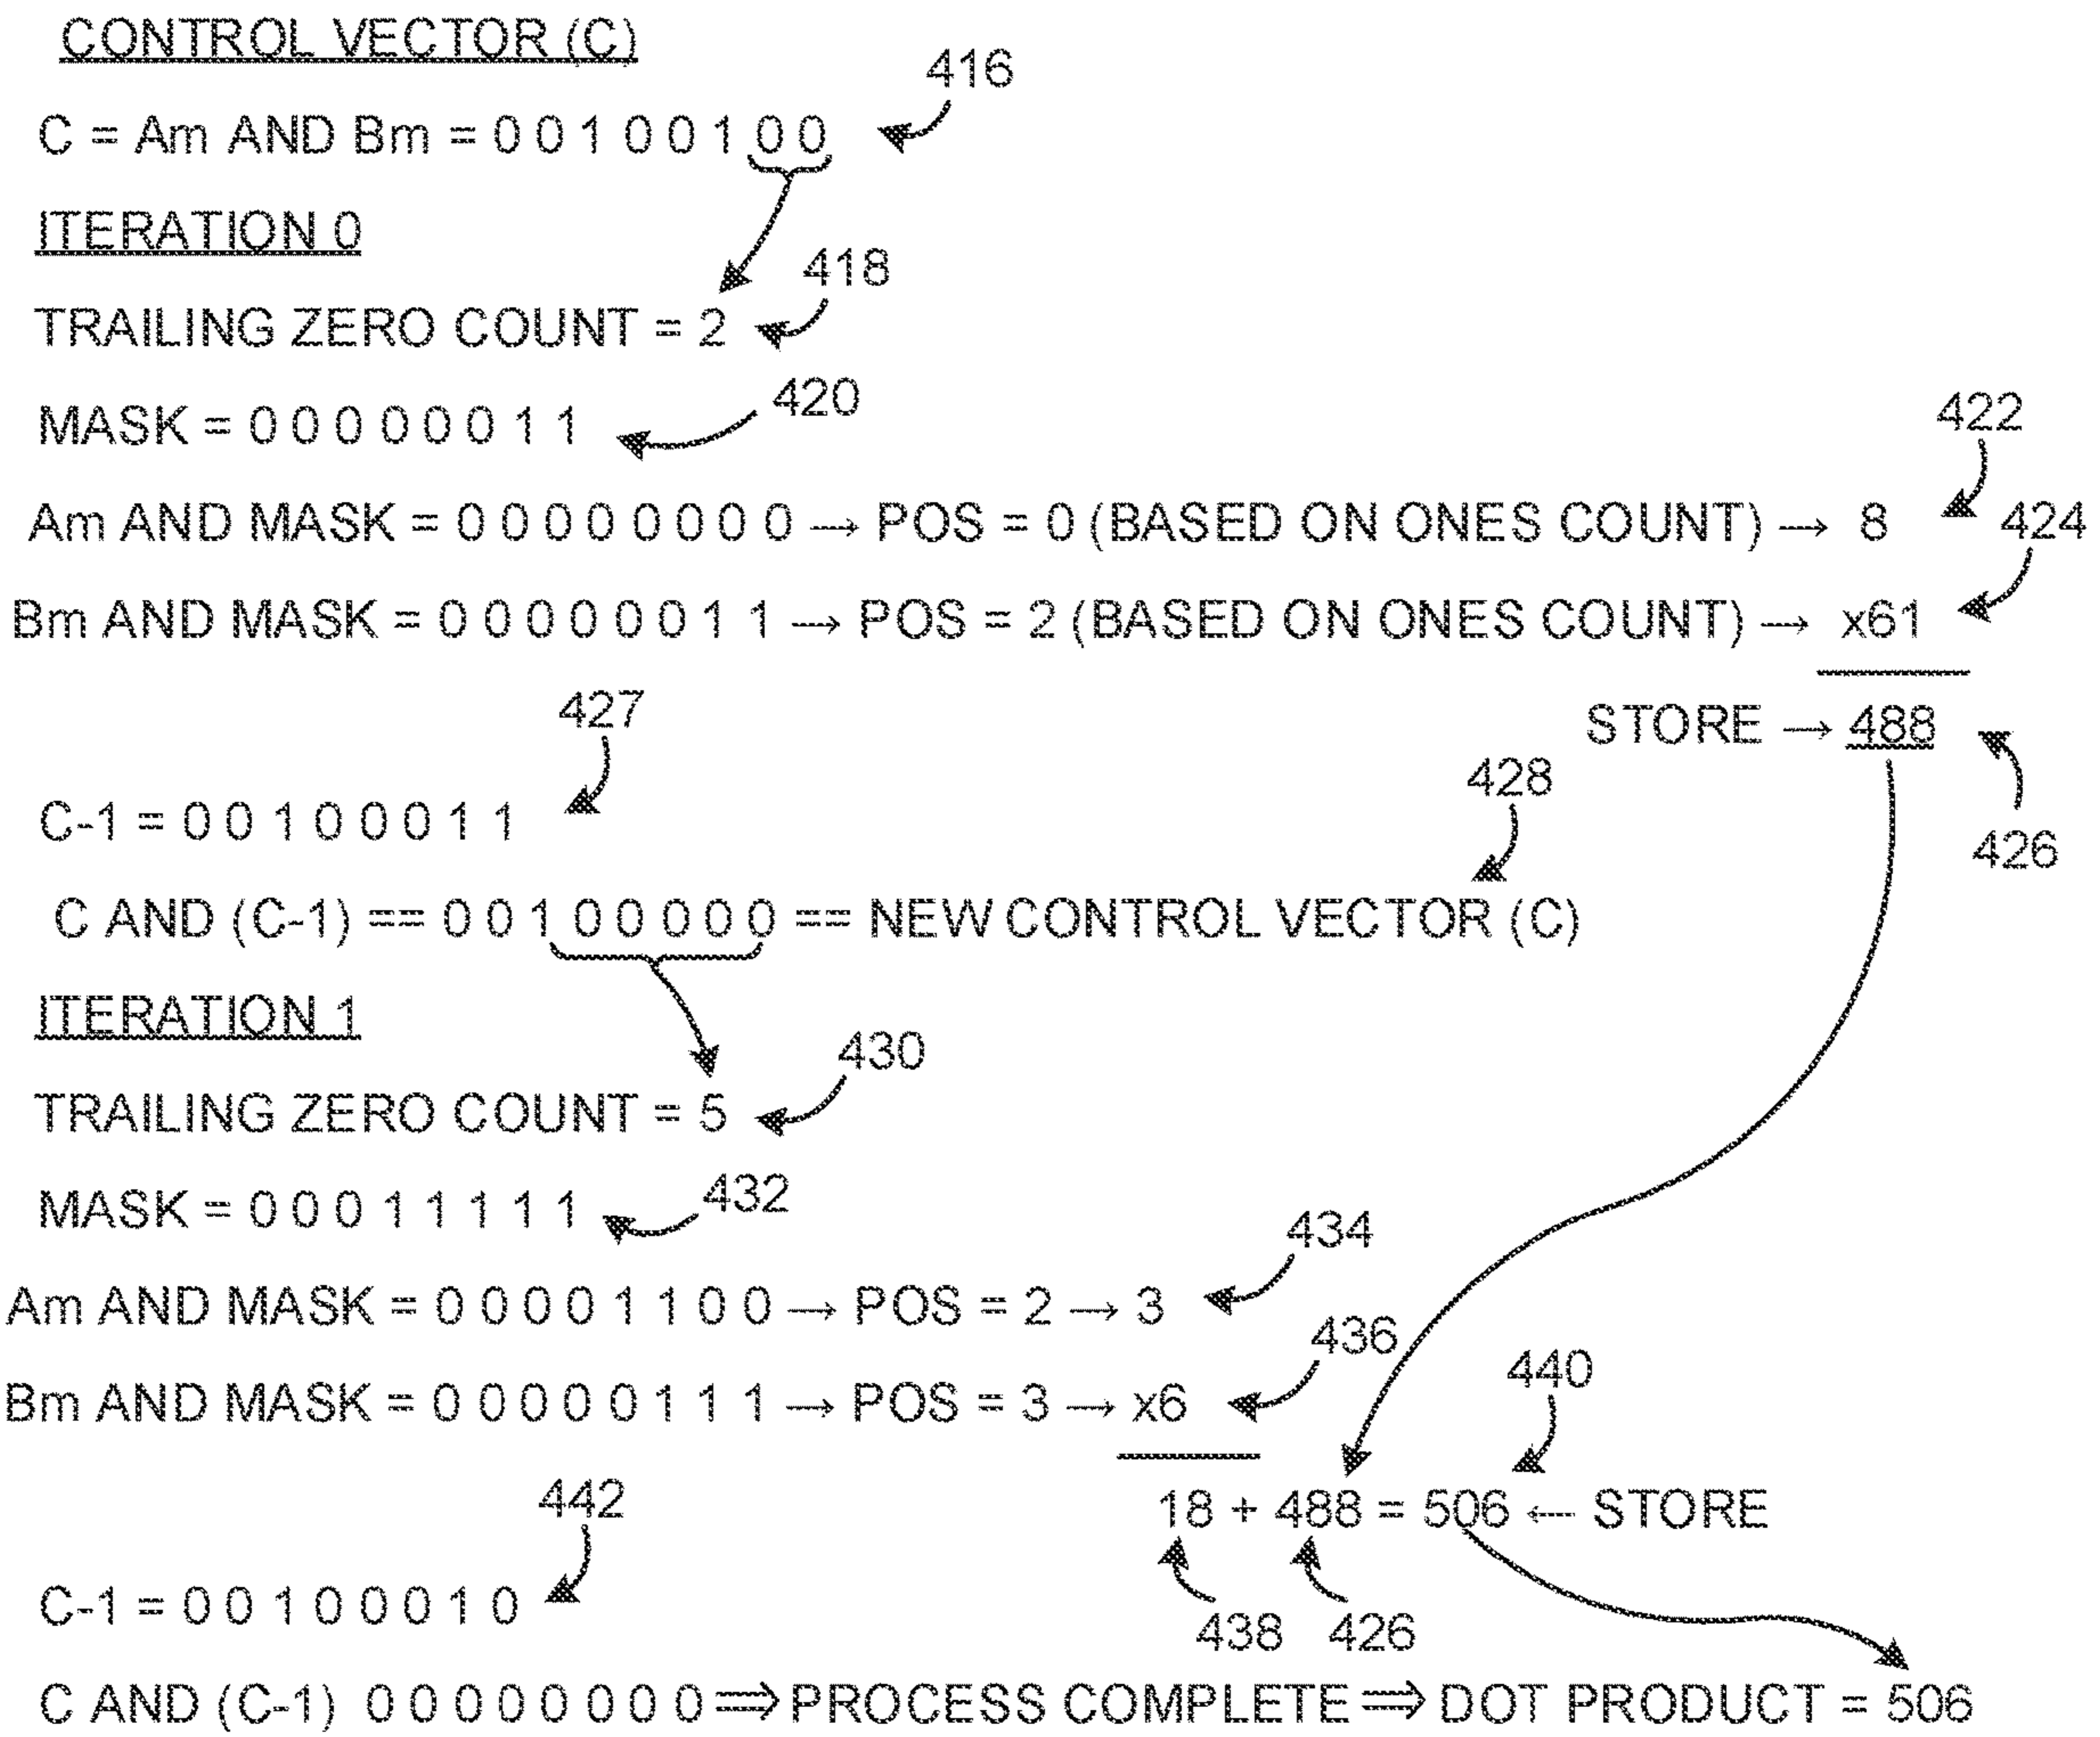 CONTROL VECTOR (C)
416
C = Am AND Bm = 0 0 1 0 0 1 0 0
ITERATION 0
418
TRAILING ZERO COUNT = 2
420
MASK = 0 0 0 0 0 0 1 1
422
Am AND MASK = 0 0 0 0 0 0 0 0 → POS = 0 (BASED ON ONES COUNT) → 8
424
Bm AND MASK = 0 0 0 0 0 0 1 1 → POS = 2 (BASED ON ONES COUNT) → x61
427
STORE → 488
428
426
C-1 = 0 0 1 0 0 0 1 1
C AND (C-1) == 0 0 1 0 0 0 0 0 == NEW CONTROL VECTOR (C)
ITERATION 1
430
TRAILING ZERO COUNT = 5
432
MASK = 0 0 0 1 1 1 1 1
434
Am AND MASK = 0 0 0 0 1 1 0 0 → POS = 2 → 3
436
440
Bm AND MASK = 0 0 0 0 0 1 1 1 → POS = 3 → x6
442
18 + 488 = 506 ← STORE
C-1 = 0 0 1 0 0 0 1 0
438 426
C AND (C-1) 0 0 0 0 0 0 0 0 ⇒ PROCESS COMPLETE ⇒ DOT PRODUCT = 506